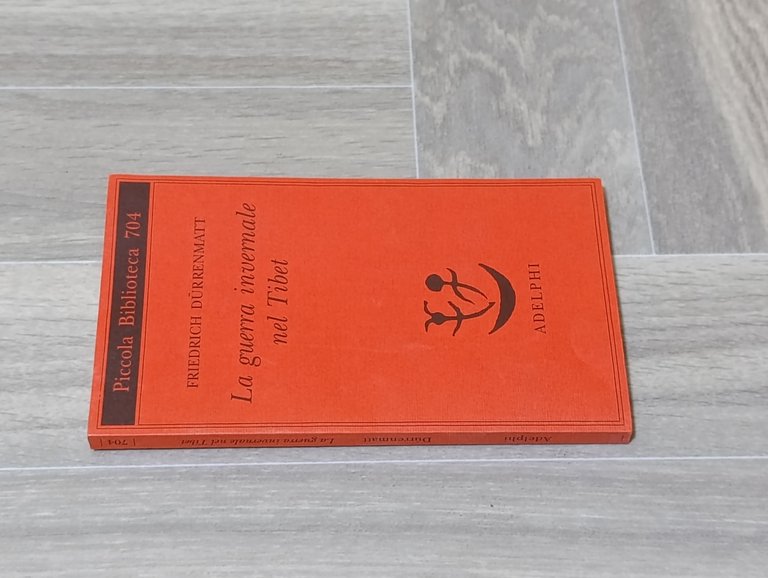 Piccola Biblioteca 704
FRIEDRICH DÜRRENMATT
La guerra invernale
nel Tibet
ADELPHI
704 La guerra invernale nel Tibet Dürrenmatt Adelphi